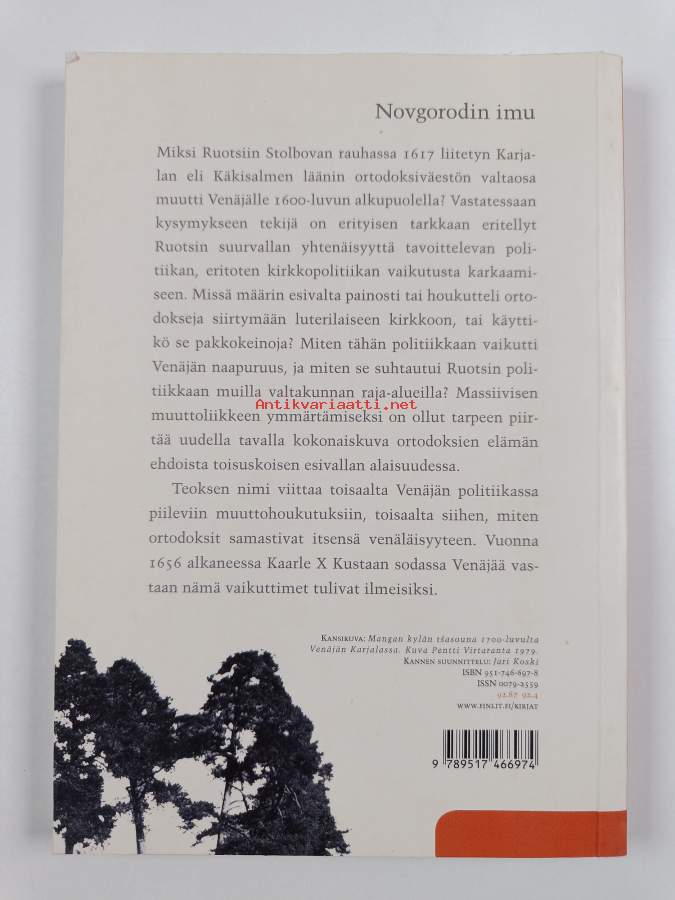 Novgorodin imu
Miksi Ruotsiin Stolbovan rauhassa 1617 liitetyn Karja-
lan eli Käkisalmen läänin ortodoksiväestön valtaosa
muutti Venäjälle 1600-luvun alkupuolella? Vastatessaan
kysymykseen tekijä on erityisen tarkkaan eritellyt
Ruotsin suurvallan yhtenäisyyttä tavoittelevan poli-
tiikan, eritoten kirkkopolitiikan vaikutusta karkaami-
seen. Missä määrin esivalta painosti tai houkutteli orto-
dokseja siirtymään luterilaiseen kirkkoon, tai käytti-
kö se pakkokeinoja? Miten tähän politiikkaan vaikutti
Venäjän naapuruus, ja miten se suhtautui Ruotsin poli-
tiikkaan muilla valtakunnan raja-alueilla? Massiivisen
Antikvariaatti.net
muuttoliikkeen ymmärtämiseksi on ollut tarpeen piir-
tää uudella tavalla kokonaiskuva ortodoksien elämän
ehdoista toisuskoisen esivallan alaisuudessa.
Teoksen nimi viittaa toisaalta Venäjän politiikassa
piileviin muuttohoukutuksiin, toisaalta siihen, miten
ortodoksit samastivat itsensä venäläisyyteen. Vuonna
1656 alkaneessa Kaarle X Kustaan sodassa Venäjää vas-
taan nämä vaikuttimet tulivat ilmeisiksi.
Kansikuva: Mangan kylän tšasouna 1700-luvulta
Venäjän Karjalassa. Kuva Pentti Virtaranta 1979.
Kannen suunnittelu: Jari Koski
ISBN 951-746-697-8
ISSN 0079-2559
92.87 92.4
www.finlit.fi/kirjat
9 789517 466974